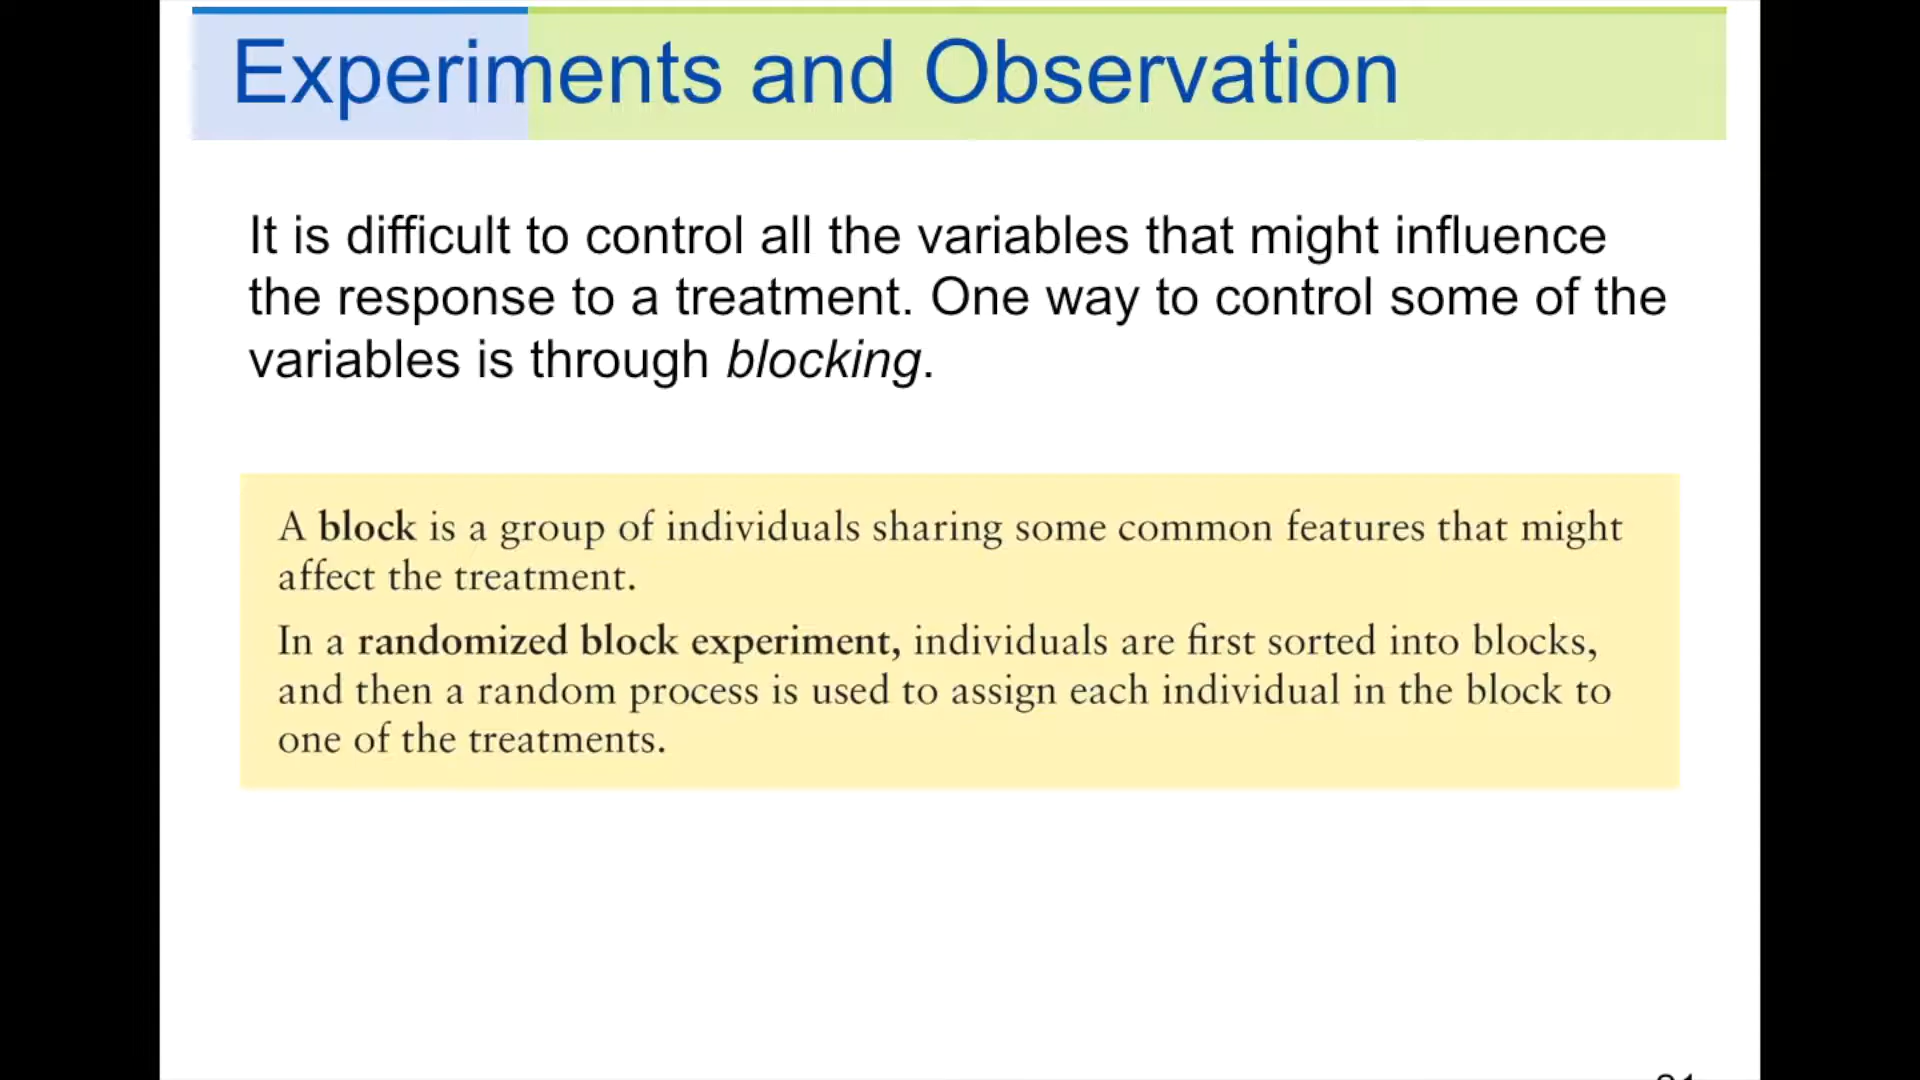 Experiments and Observation
It is difficult to control all the variables that might influence
the response to a treatment. One way to control some of the
variables is through blocking.
A block is a group of individuals sharing some common features that might
affect the treatment.
In a randomized block experiment, individuals are first sorted into blocks,
and then a random process is used to assign each individual in the block to
one of the treatments.